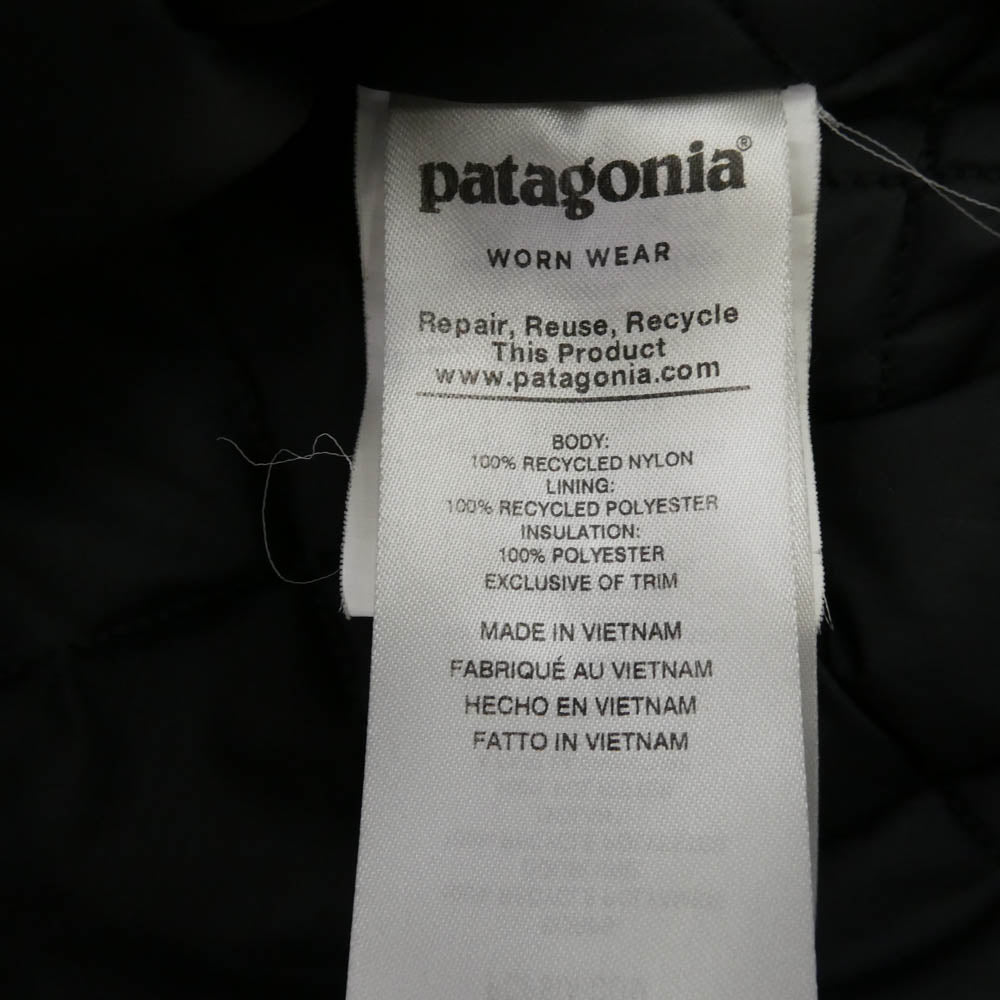 patagonia®
WORN WEAR
Repair, Reuse, Recycle
This Product
www.patagonia.com
BODY:
100% RECYCLED NYLON
LINING:
100% RECYCLED POLYESTER
INSULATION:
100% POLYESTER
EXCLUSIVE OF TRIM
MADE IN VIETNAM
FABRIQUÉ AU VIETNAM
HECHO EN VIETNAM
FATTO IN VIETNAM